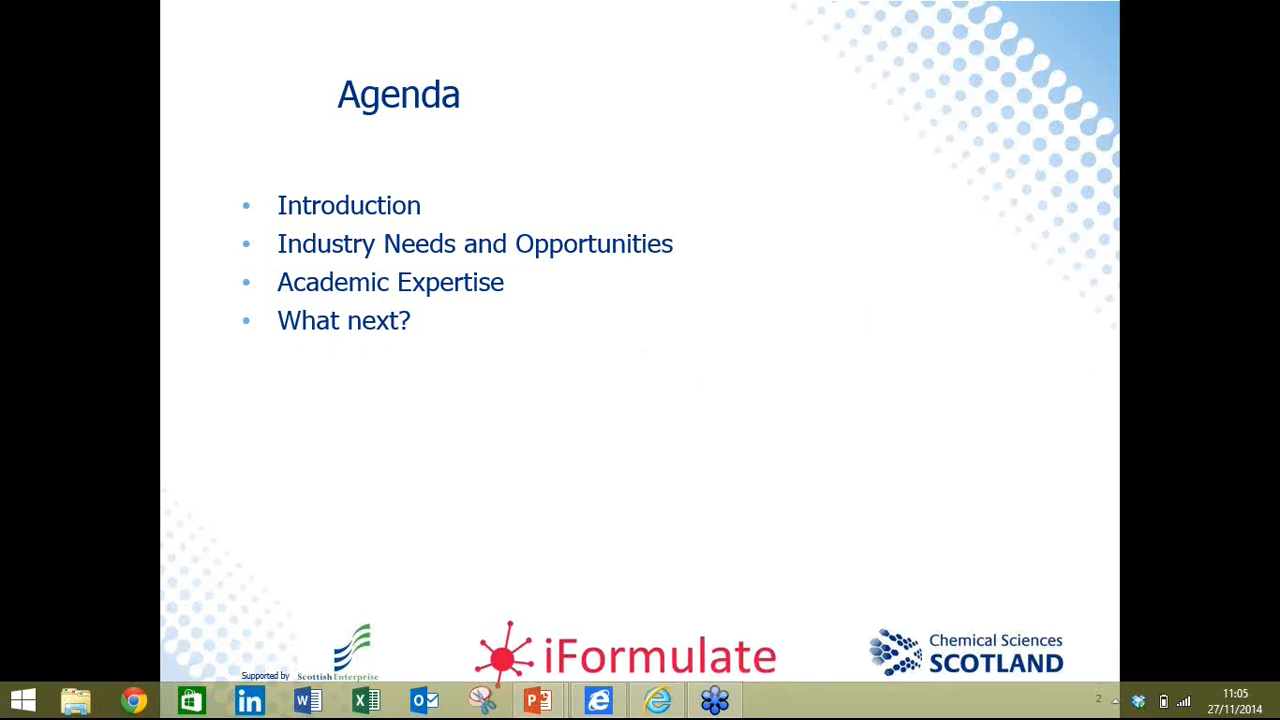 Agenda
• Introduction
• Industry Needs and Opportunities
• Academic Expertise
• What next?
Supported by Scottish Enterprise
iFormulate
Chemical Sciences
SCOTLAND
2
11:05
27/11/2014